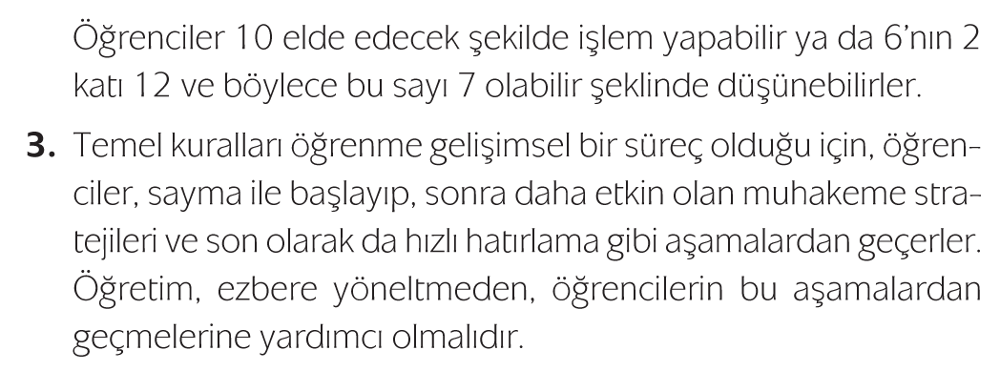 Öğrenciler 10 elde edecek şekilde işlem yapabilir ya da 6’nın 2
katı 12 ve böylece bu sayı 7 olabilir şeklinde düşünebilirler.
3. Temel kuralları öğrenme gelişimsel bir süreç olduğu için, öğren-
ciler, sayma ile başlayıp, sonra daha etkin olan muhakeme stra-
tejileri ve son olarak da hızlı hatırlama gibi aşamalardan geçerler.
Öğretim, ezbere yöneltmeden, öğrencilerin bu aşamalardan
geçmelerine yardımcı olmalıdır.